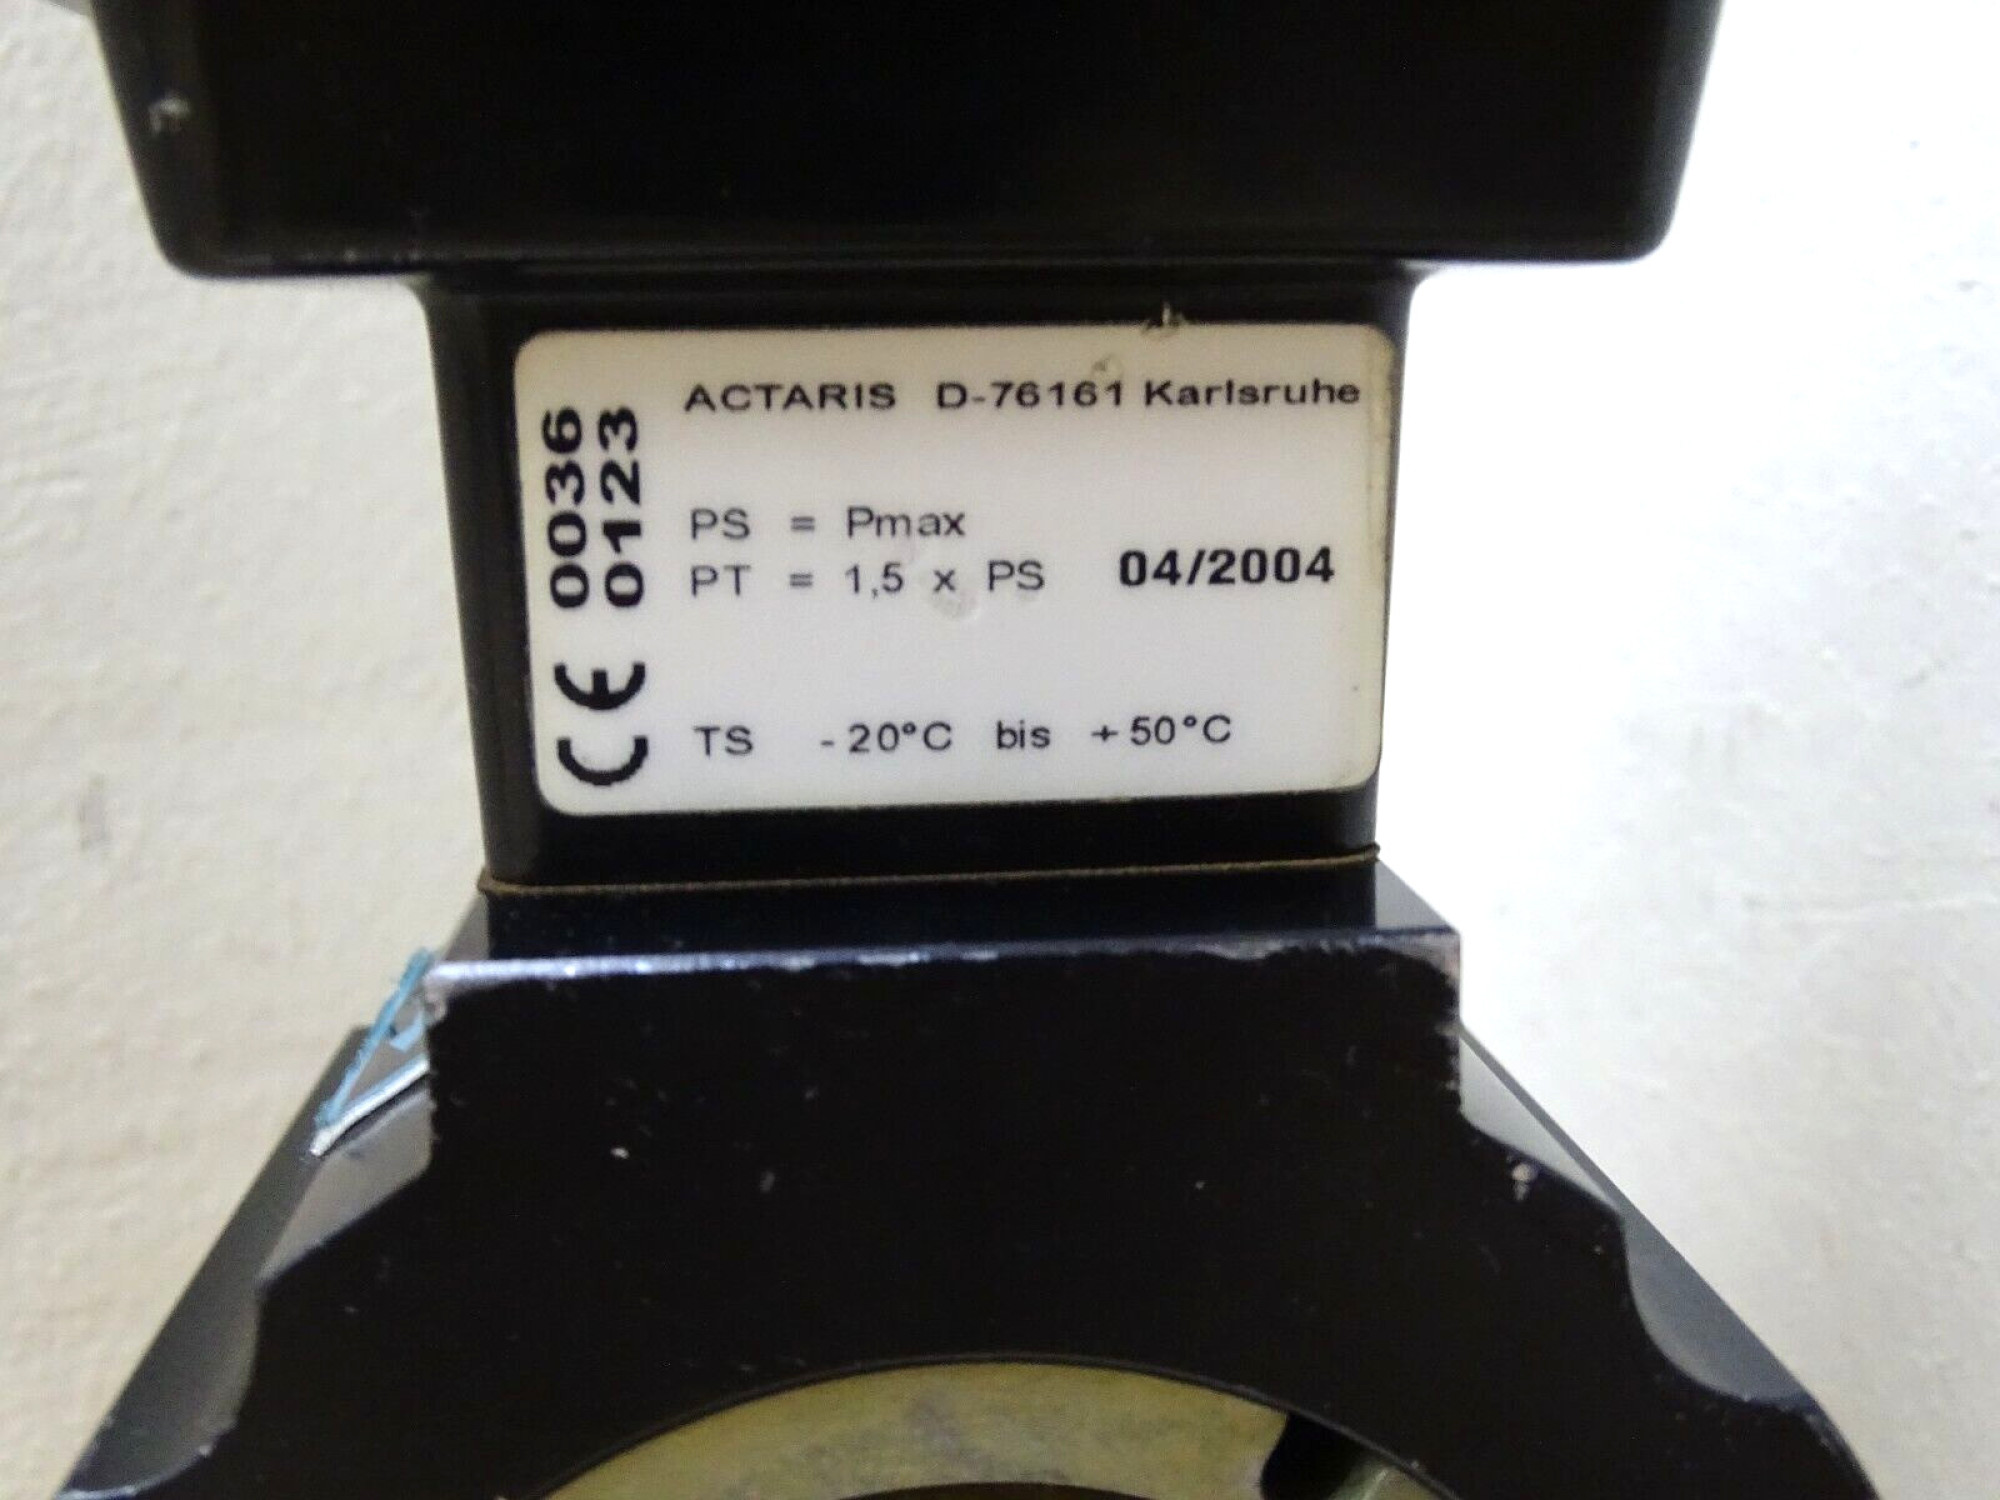 ACTARIS D-76161 Karlsruhe
CE 0036
0123
PS = Pmax
PT = 1,5 x PS 04/2004
TS -20°C bis +50°C